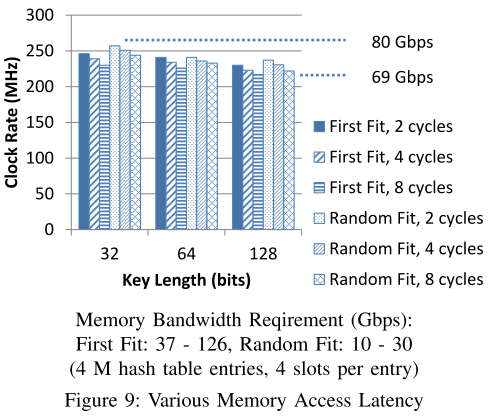 300
250
200
150
100
50
0
Clock Rate (MHz)
32
64
128
Key Length (bits)
80 Gbps
69 Gbps
First Fit, 2 cycles
First Fit, 4 cycles
First Fit, 8 cycles
Random Fit, 2 cycles
Random Fit, 4 cycles
Random Fit, 8 cycles
Memory Bandwidth Reqirement (Gbps):
First Fit: 37 - 126, Random Fit: 10 - 30
(4 M hash table entries, 4 slots per entry)
Figure 9: Various Memory Access Latency